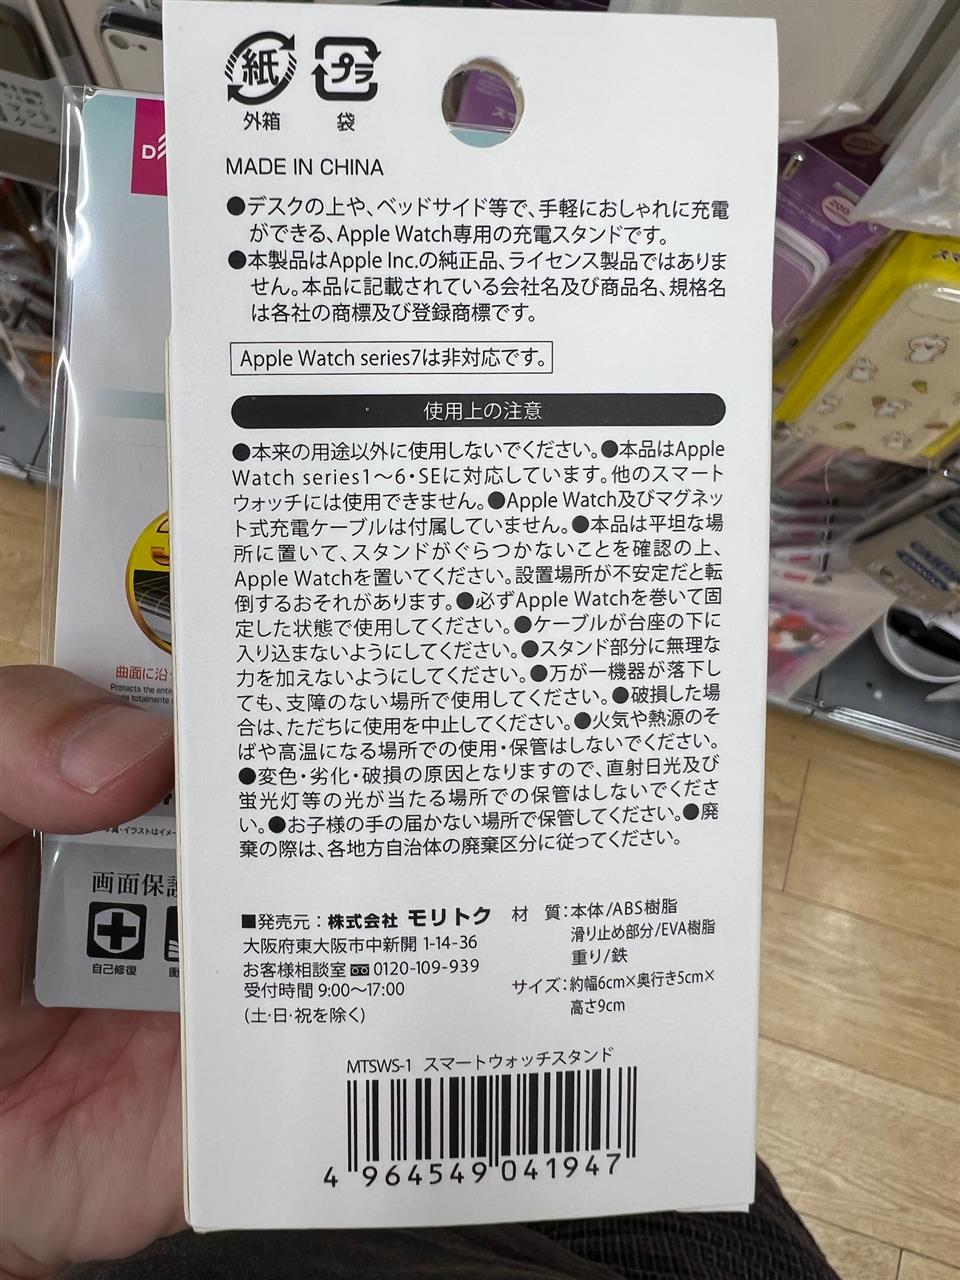 紙
プラ
外箱
袋
MADE IN CHINA
●デスクの上や、ベッドサイド等で、手軽におしゃれに充電
ができる、Apple Watch専用の充電スタンドです。
●本製品はApple Inc.の純正品、ライセンス製品ではありま
せん。本品に記載されている会社名及び商品名、規格名
は各社の商標及び登録商標です。
Apple Watch series7は非対応です。
使用上の注意
●本来の用途以外に使用しないでください。●本品はApple
Watch series1〜6・SEに対応しています。他のスマート
ウォッチには使用できません。●Apple Watch及びマグネッ
ト式充電ケーブルは付属していません。●本品は平坦な場
所に置いて、スタンドがぐらつかないことを確認の上、
Apple Watchを置いてください。設置場所が不安定だと転
倒するおそれがあります。●必ずApple Watchを巻いて固
定した状態で使用してください。●ケーブルが台座の下に
入り込まないようにしてください。●スタンド部分に無理な
力を加えないようにしてください。●万が一機器が落下し
ても、支障のない場所で使用してください。●破損した場
合は、ただちに使用を中止してください。●火気や熱源のそ
ばや高温になる場所での使用・保管はしないでください。
●変色・劣化・破損の原因となりますので、直射日光及び
蛍光灯等の光が当たる場所での保管はしないでくださ
い。●お子様の手の届かない場所で保管してください。●廃
棄の際は、各地方自治体の廃棄区分に従ってください。
■発売元：株式会社 モリトク
大阪府東大阪市中新開 1-14-36
お客様相談室 0120-109-939
受付時間 9:00〜17:00
(土・日・祝を除く)
材 質：本体/ABS樹脂
滑り止め部分/EVA樹脂
重り/鉄
サイズ：約幅6cm×奥行き5cm×
高さ9cm
MTSWS-1 スマートウォッチスタンド
4 964549 041947
曲面に沿
Protects the enti
画面保護
自己修復